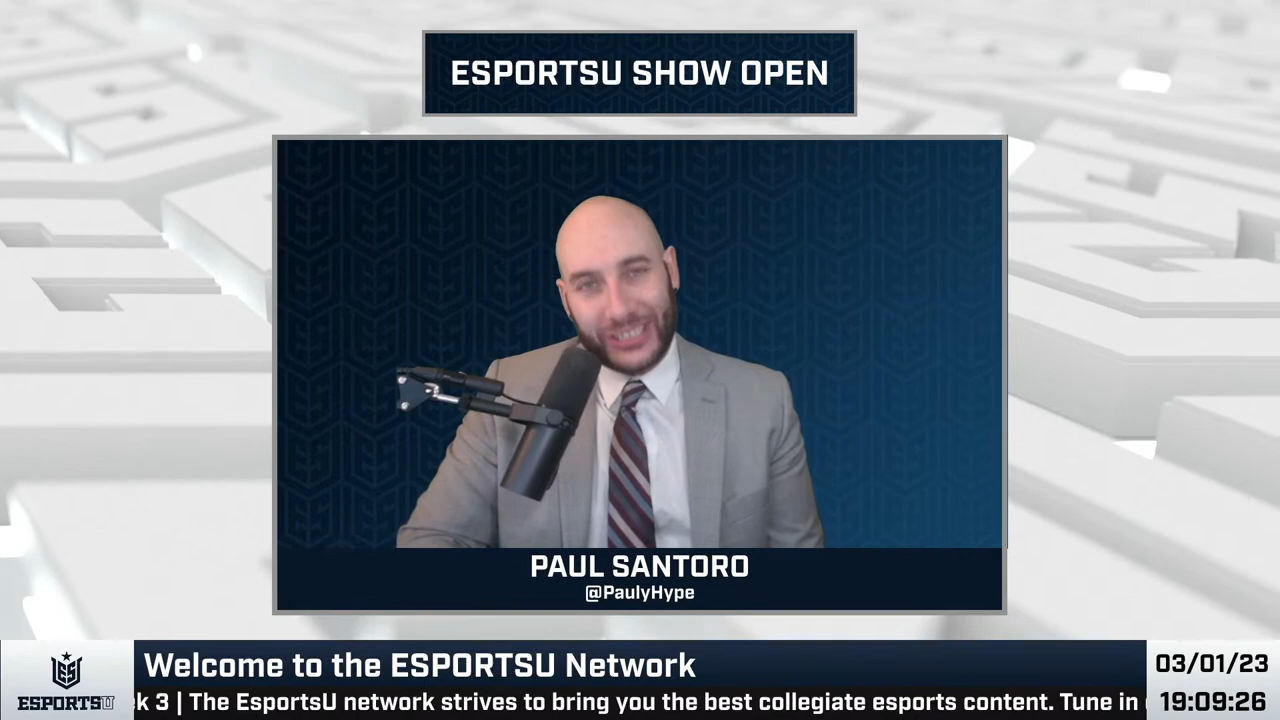 ESPORTSU SHOW OPEN
PAUL SANTORO
@PaulyHype
Welcome to the ESPORTSU Network
03/01/23
ESPORTSU
k 3 | The EsportsU network strives to bring you the best collegiate esports content. Tune in
19:09:26